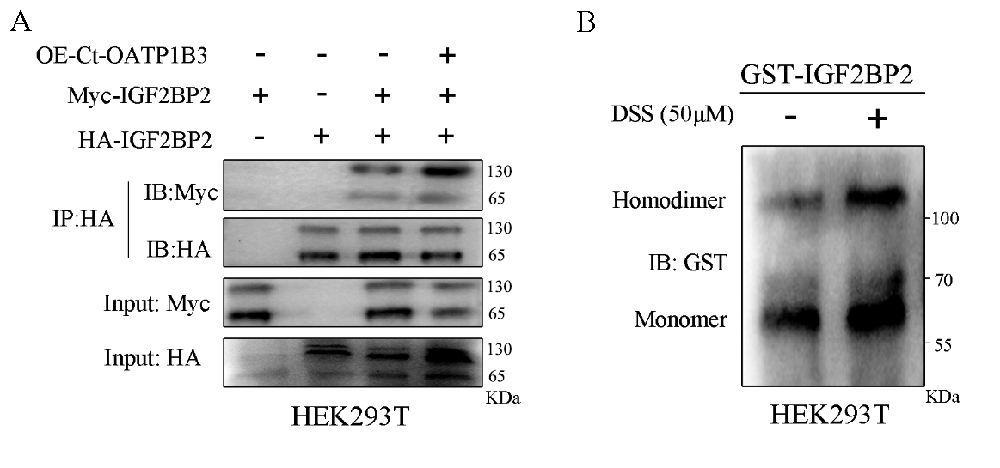 A
OE-Ct-OATP1B3 - - - +
Myc-IGF2BP2 + - + +
HA-IGF2BP2 - + + +
IP:HA
IB:Myc
130
65
IB:HA
130
65
Input: Myc
130
65
Input: HA
130
65
KDa
HEK293T
B
GST-IGF2BP2
DSS (50μM) - +
Homodimer
100
IB: GST
70
Monomer
55
KDa
HEK293T